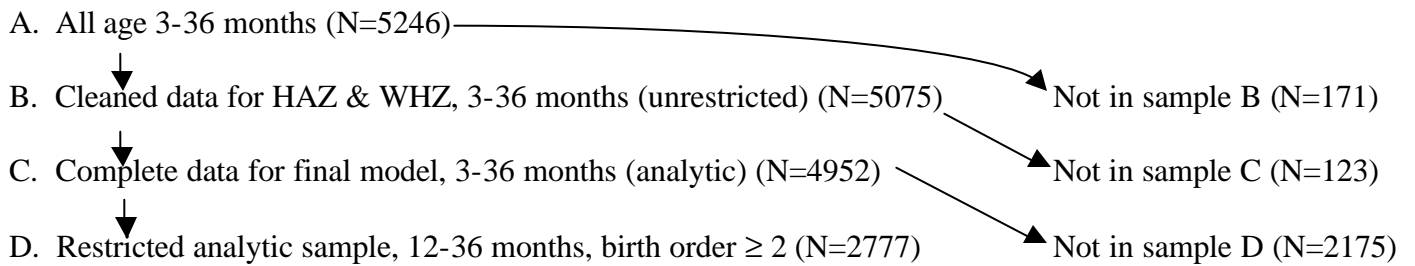 A. All age 3-36 months (N=5246)
B. Cleaned data for HAZ & WHZ, 3-36 months (unrestricted) (N=5075) Not in sample B (N=171)
C. Complete data for final model, 3-36 months (analytic) (N=4952) Not in sample C (N=123)
D. Restricted analytic sample, 12-36 months, birth order ≥ 2 (N=2777) Not in sample D (N=2175)